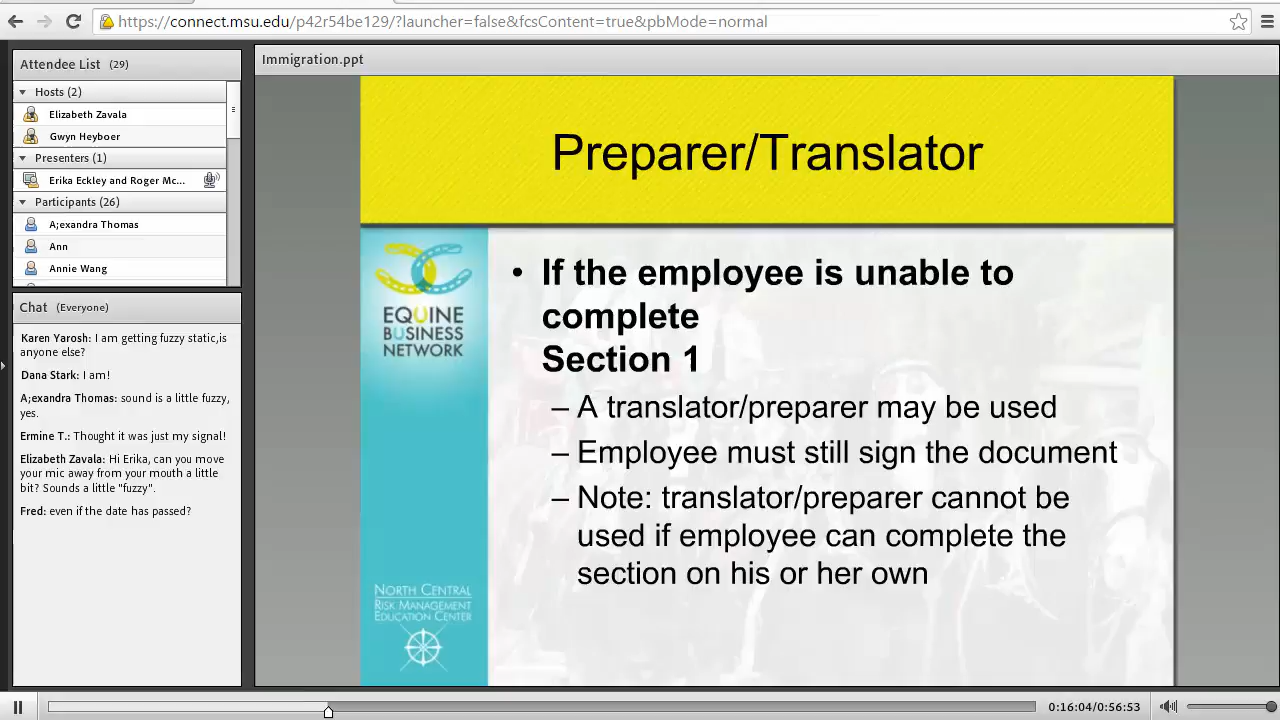 https://connect.msu.edu/p42r54be129/?launcher=false&fcsContent=true&pbMode=normal
Attendee List (29)
Hosts (2)
Elizabeth Zavala
Gwyn Heyboer
Presenters (1)
Erika Eckley and Roger Mc...
Participants (26)
A;exandra Thomas
Ann
Annie Wang
Chat (Everyone)
Karen Yarosh: I am getting fuzzy static,is
anyone else?
Dana Stark: I am!
A;exandra Thomas: sound is a little fuzzy,
yes.
Ermine T.: Thought it was just my signal!
Elizabeth Zavala: Hi Erika, can you move
your mic away from your mouth a little
bit? Sounds a little "fuzzy".
Fred: even if the date has passed?
Immigration.ppt
Preparer/Translator
EQUINE
BUSINESS
NETWORK
• If the employee is unable to
complete
Section 1
– A translator/preparer may be used
– Employee must still sign the document
– Note: translator/preparer cannot be
used if employee can complete the
section on his or her own
NORTH CENTRAL
RISK MANAGEMENT
EDUCATION CENTER
0:16:04/0:56:53